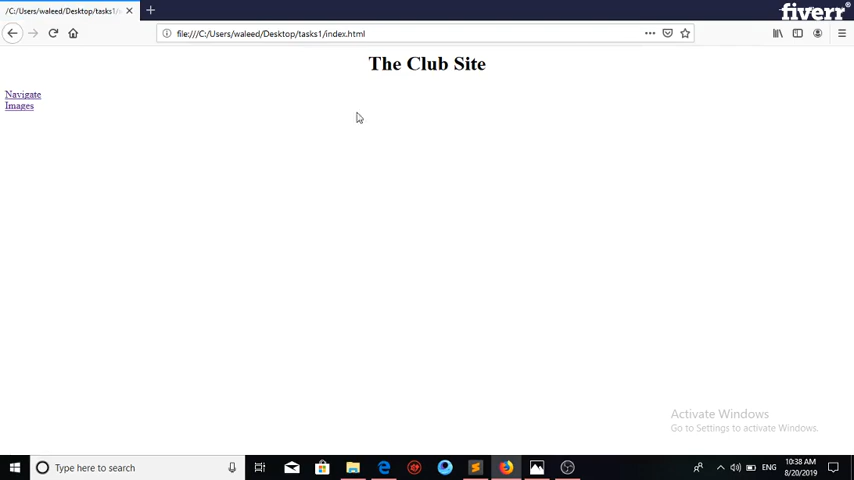 /C:/Users/waleed/Desktop/tasks1/
fiverr®
file:///C:/Users/waleed/Desktop/tasks1/index.html
The Club Site
Navigate
Images
Activate Windows
Go to Settings to activate Windows.
Type here to search
ENG
10:38 AM
8/20/2019